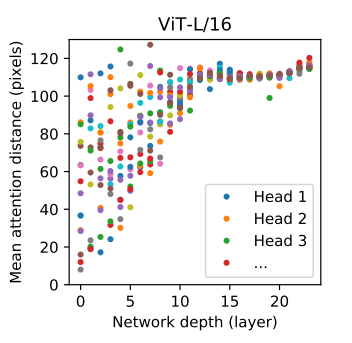 ViT-L/16
Mean attention distance (pixels)
120
100
80
60
40
20
0
Head 1
Head 2
Head 3
...
0 5 10 15 20
Network depth (layer)